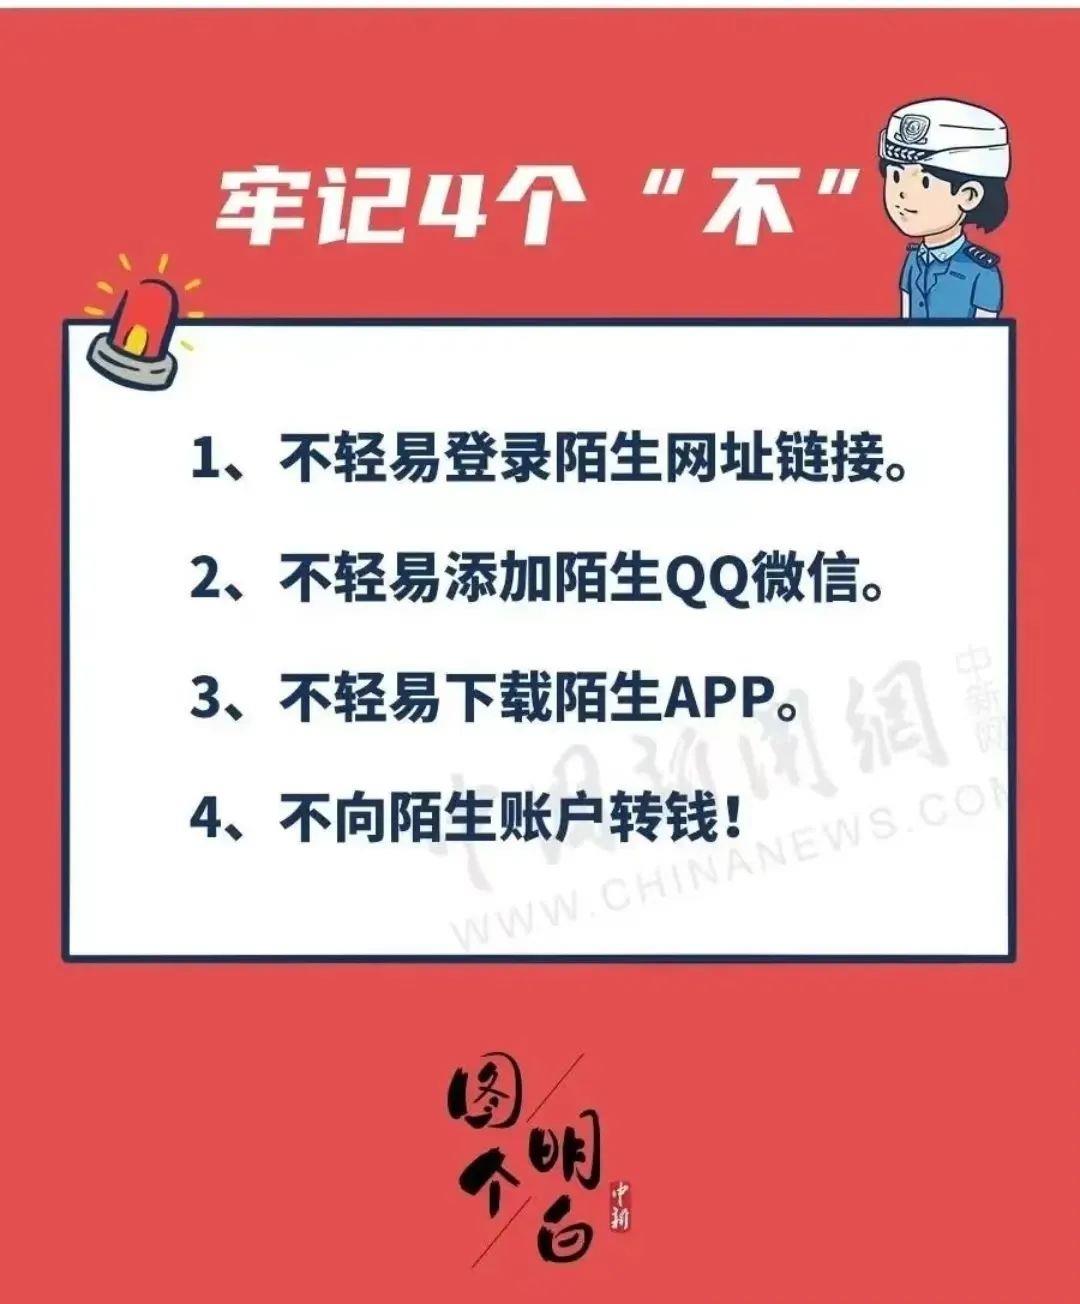 牢记4个“不”
1、不轻易登录陌生网址链接。
2、不轻易添加陌生QQ微信。
3、不轻易下载陌生APP。
4、不向陌生账户转钱！
中国新闻網
中新网
WWW.CHINANEWS.COM
图个明白
中新